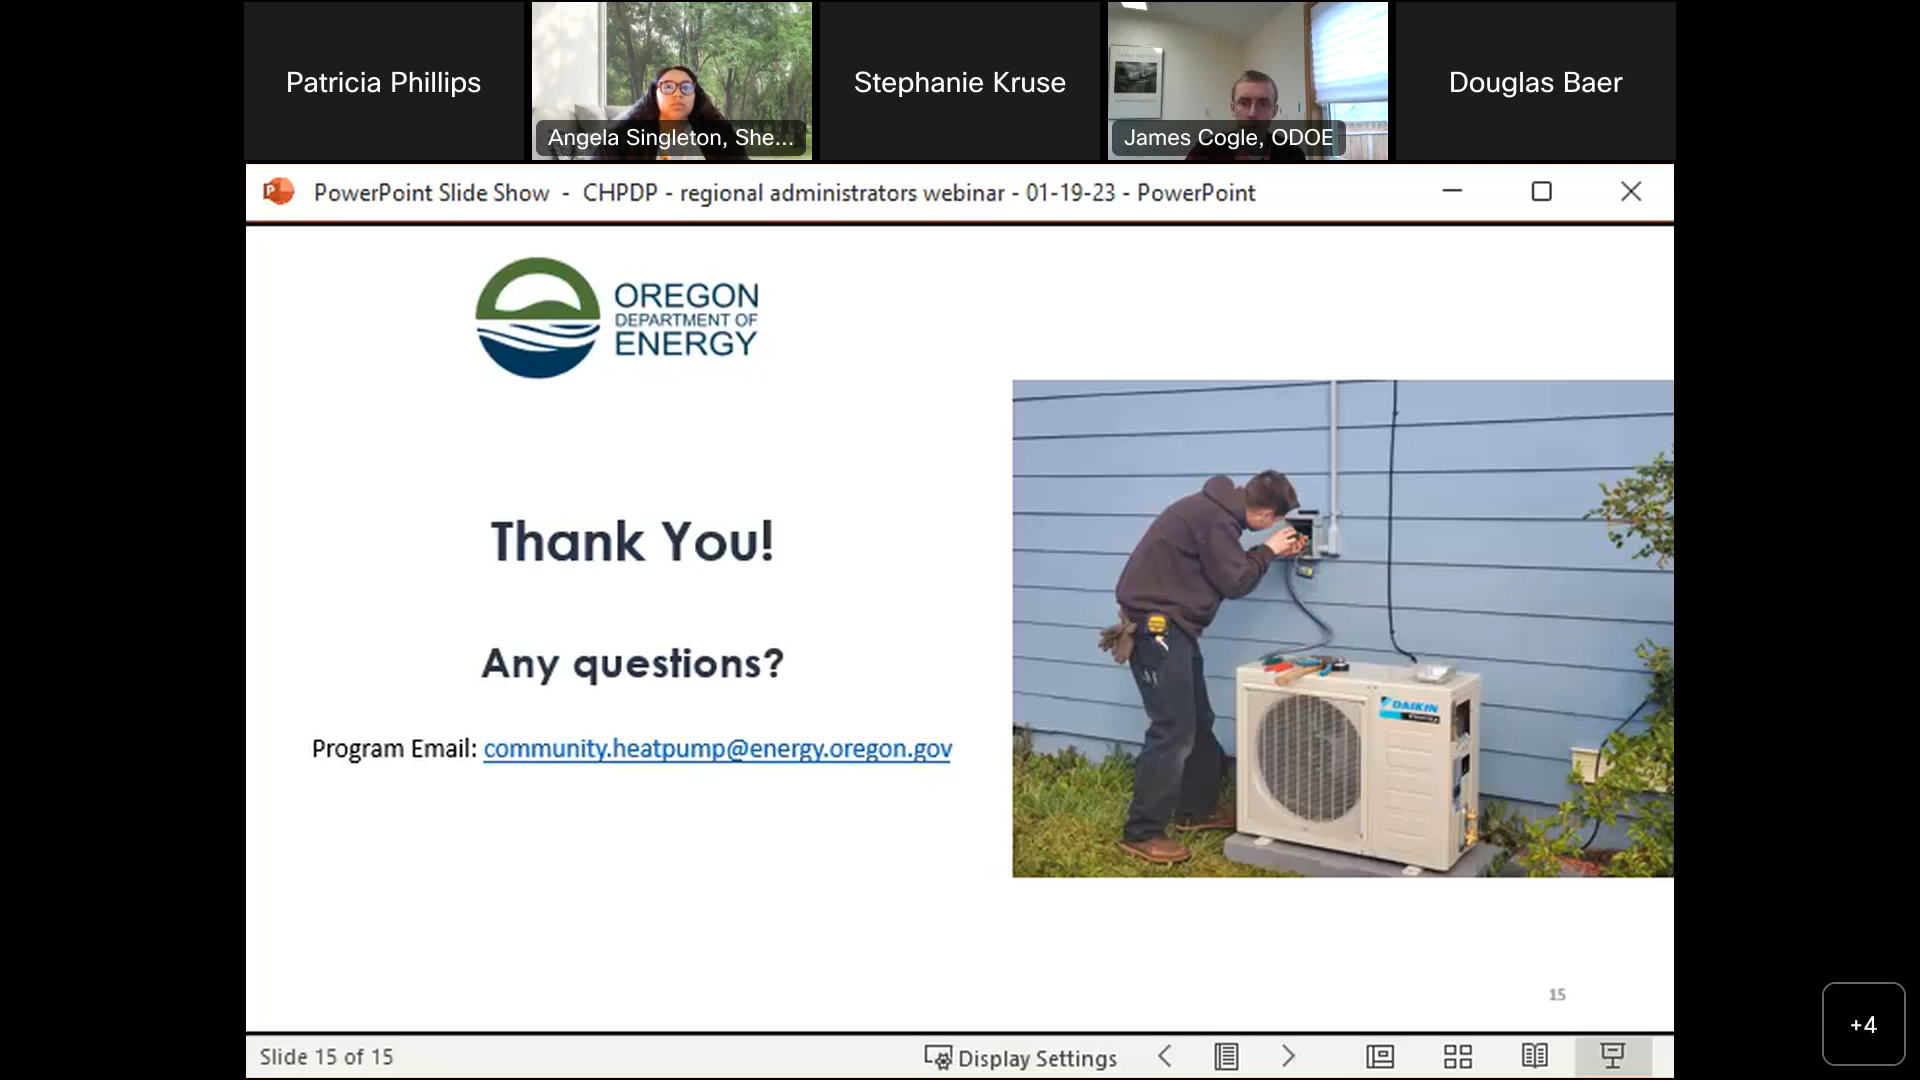 Patricia Phillips
Angela Singleton, She...
Stephanie Kruse
James Cogle, ODOE
Douglas Baer
PowerPoint Slide Show - CHPDP - regional administrators webinar - 01-19-23 - PowerPoint
OREGON
DEPARTMENT OF
ENERGY
Thank You!
Any questions?
Program Email: community.heatpump@energy.oregon.gov
DAIKIN
15
+4
Slide 15 of 15
Display Settings